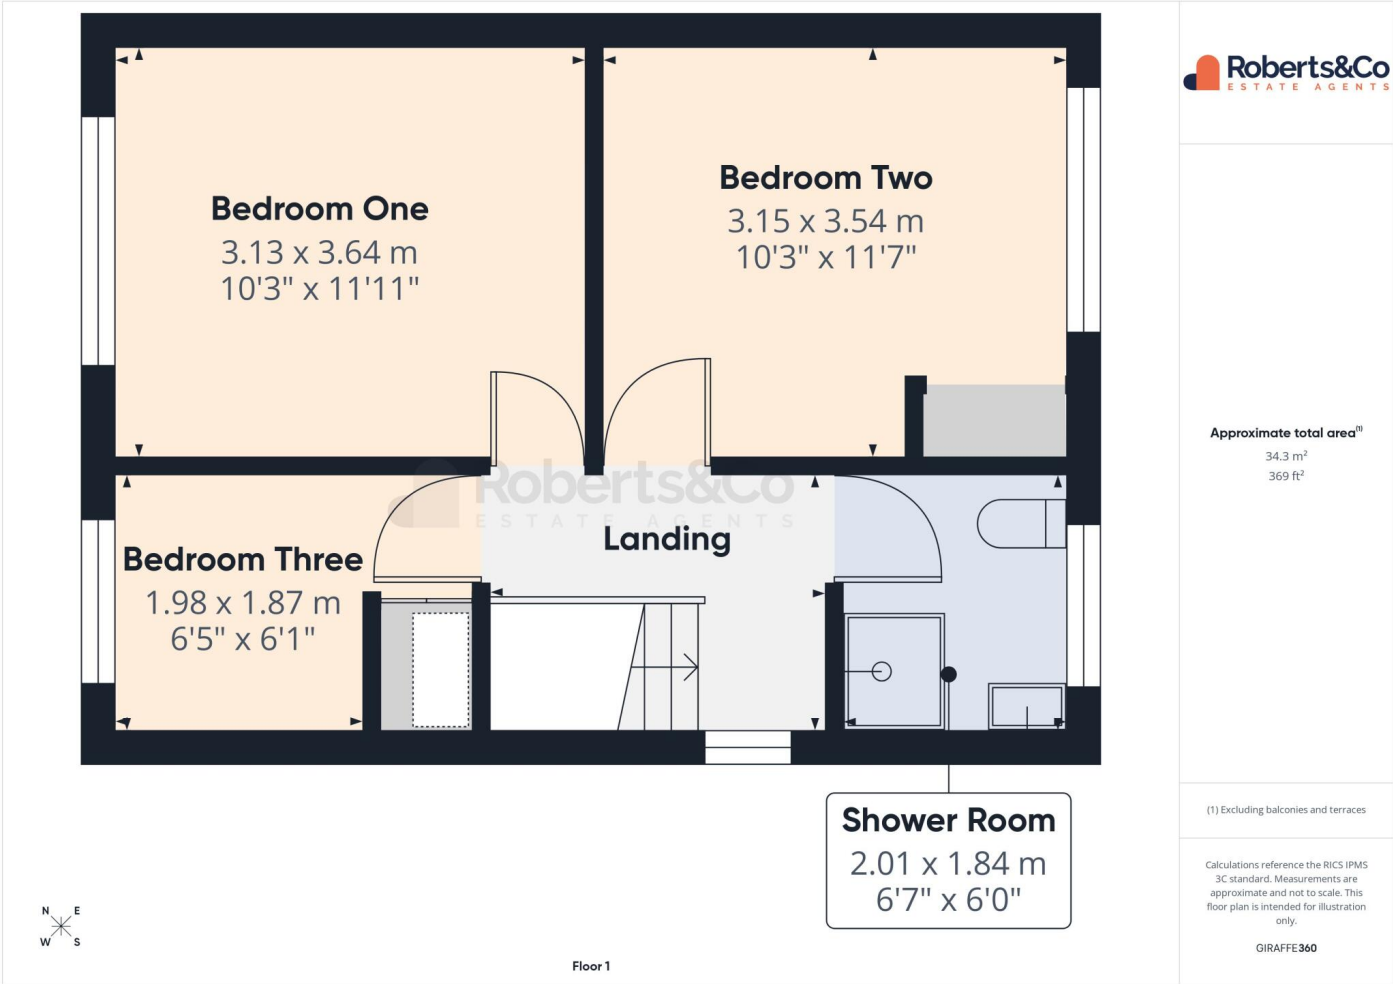 Bedroom One
3.13 x 3.64 m
10'3" x 11'11"
Bedroom Two
3.15 x 3.54 m
10'3" x 11'7"
Roberts&Co
ESTATE AGENTS
Landing
Bedroom Three
1.98 x 1.87 m
6'5" x 6'1"
Shower Room
2.01 x 1.84 m
6'7" x 6'0"
N E
W S
Floor 1
Roberts&Co
ESTATE AGENTS
Approximate total area(1)
34.3 m²
369 ft²
(1) Excluding balconies and terraces
Calculations reference the RICS IPMS
3C standard. Measurements are
approximate and not to scale. This
floor plan is intended for illustration
only.
GIRAFFE360